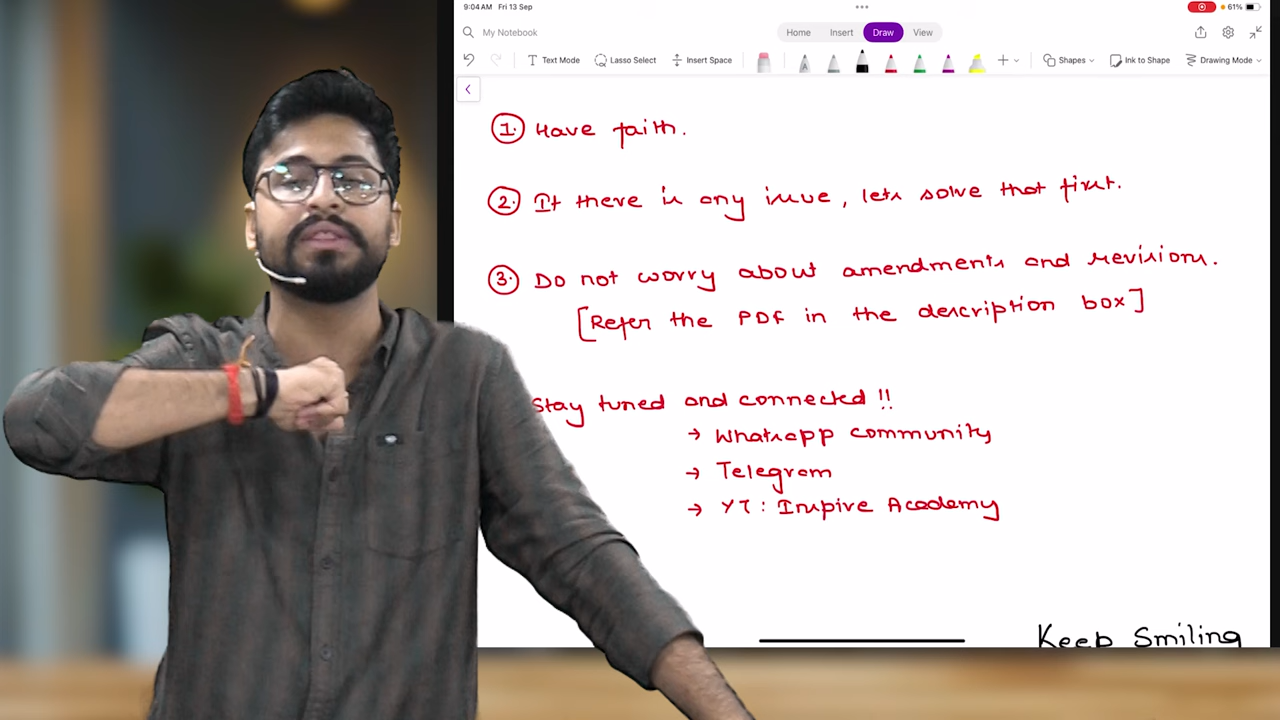 9:04 AM Fri 13 Sep
61%
My Notebook
Home Insert Draw View
Text Mode Lasso Select Insert Space Shapes Ink to Shape Drawing Mode
1. Have faith.
2. If there is any issue, lets solve that first.
3. Do not worry about amendments and revisions.
[Refer the PDF in the description box]
Stay tuned and connected !!
→ Whatsapp community
→ Telegram
→ YT : Inspire Academy
Keep Smiling